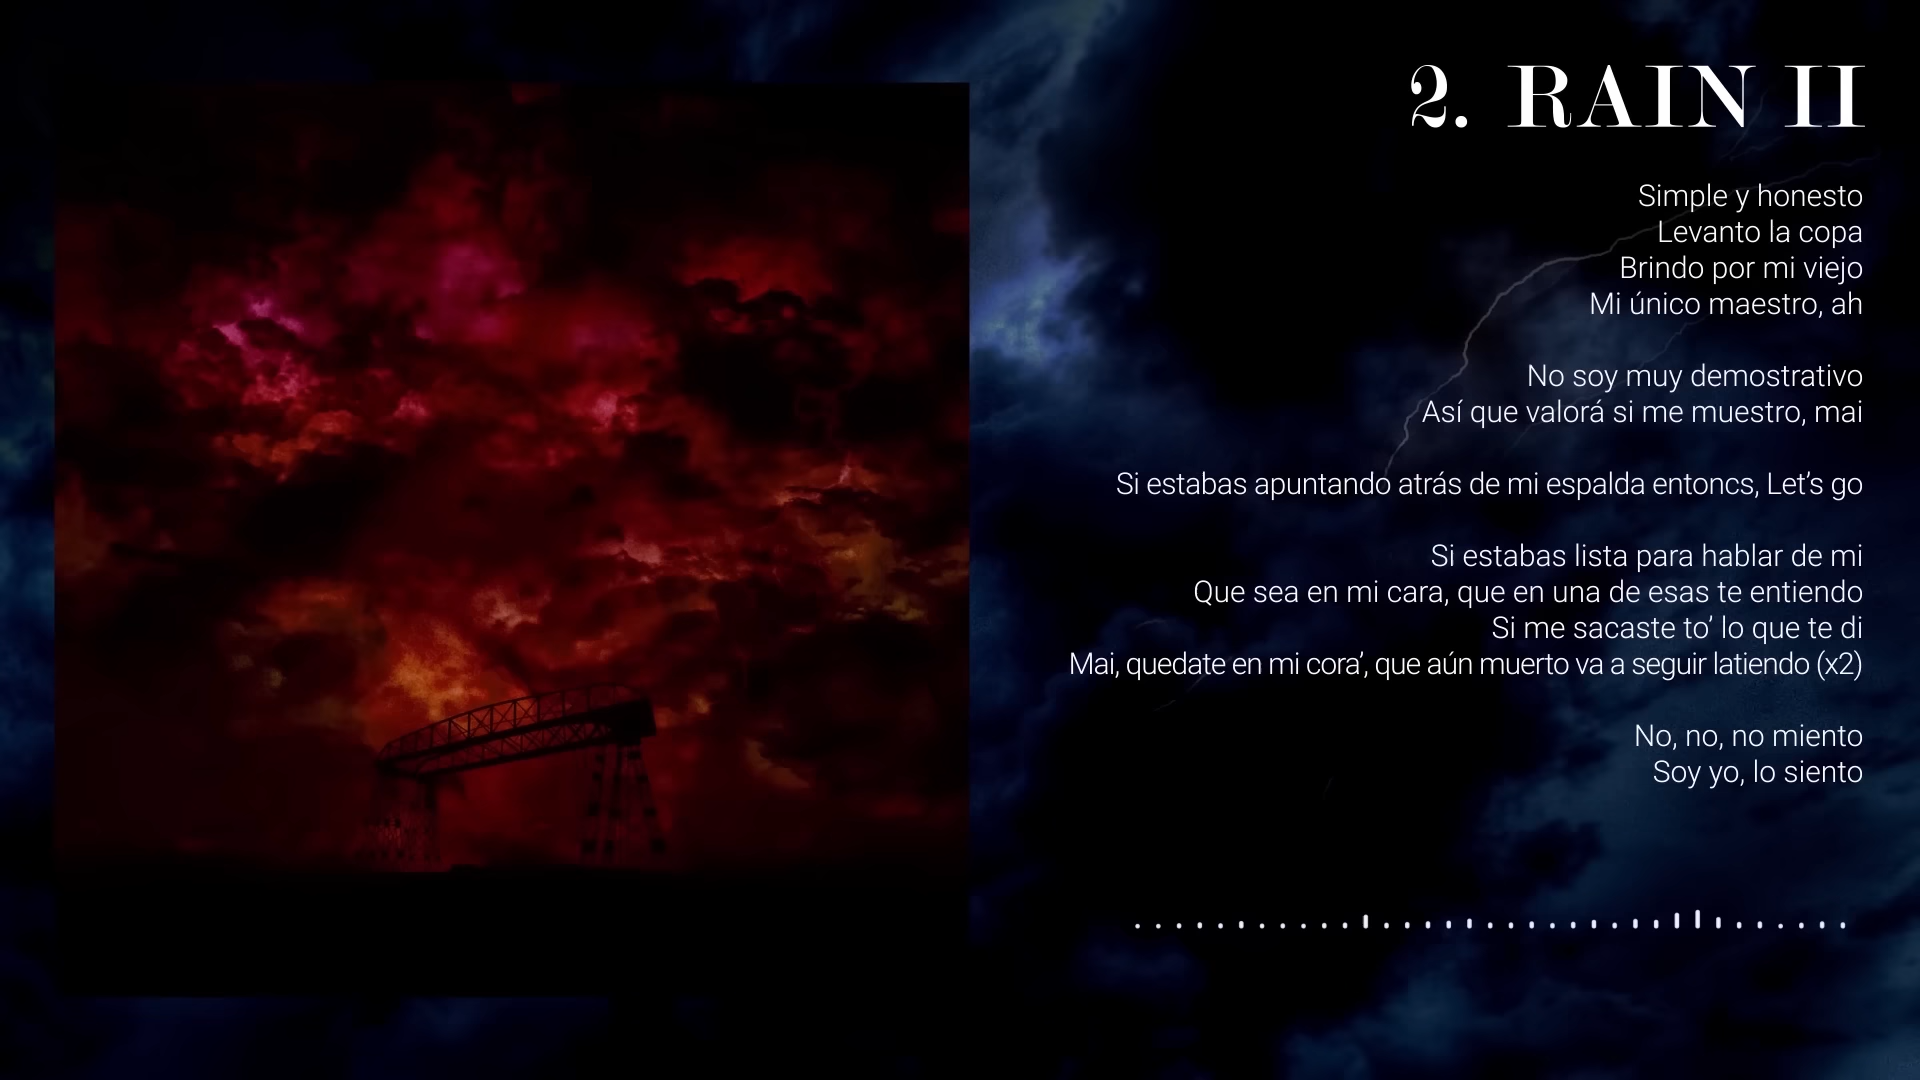 2. RAIN II
Simple y honesto
Levanto la copa
Brindo por mi viejo
Mi único maestro, ah
No soy muy demostrativo
Así que valorá si me muestro, mai
Si estabas apuntando atrás de mi espalda entoncs, Let's go
Si estabas lista para hablar de mi
Que sea en mi cara, que en una de esas te entiendo
Si me sacaste to' lo que te di
Mai, quedate en mi cora', que aún muerto va a seguir latiendo (x2)
No, no, no miento
Soy yo, lo siento